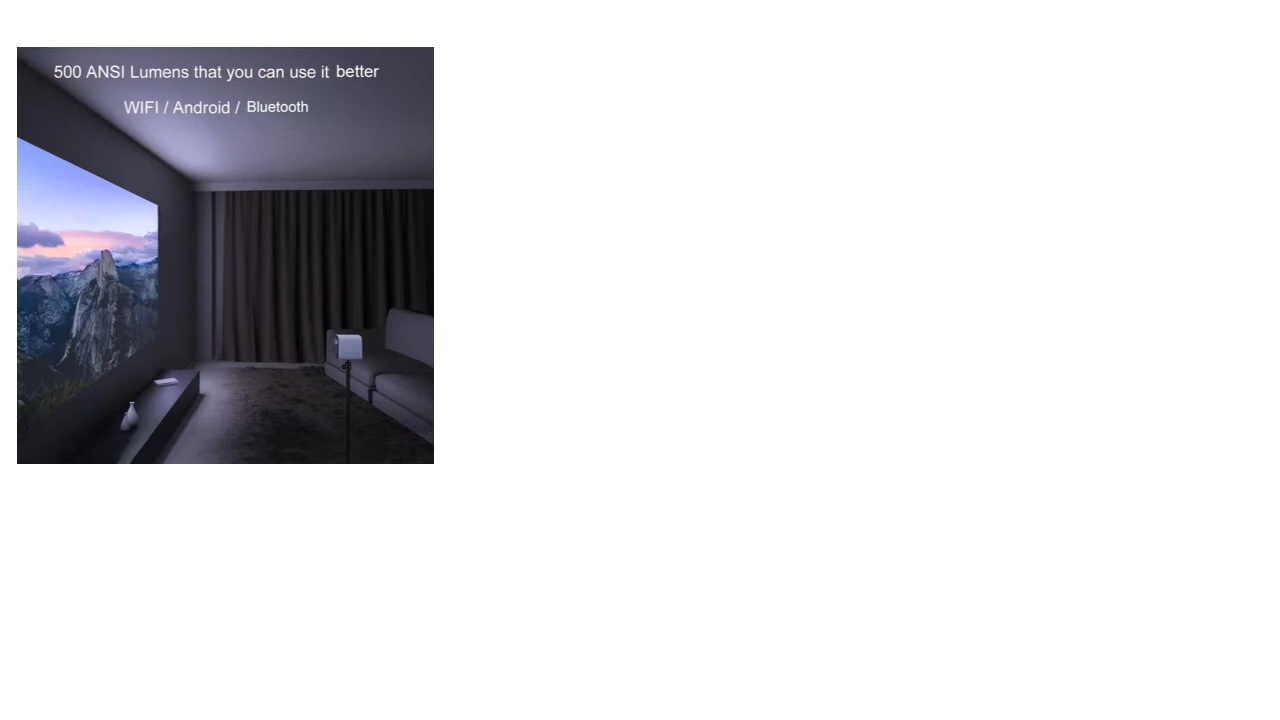 500 ANSI Lumens that you can use it better
WIFI / Android / Bluetooth